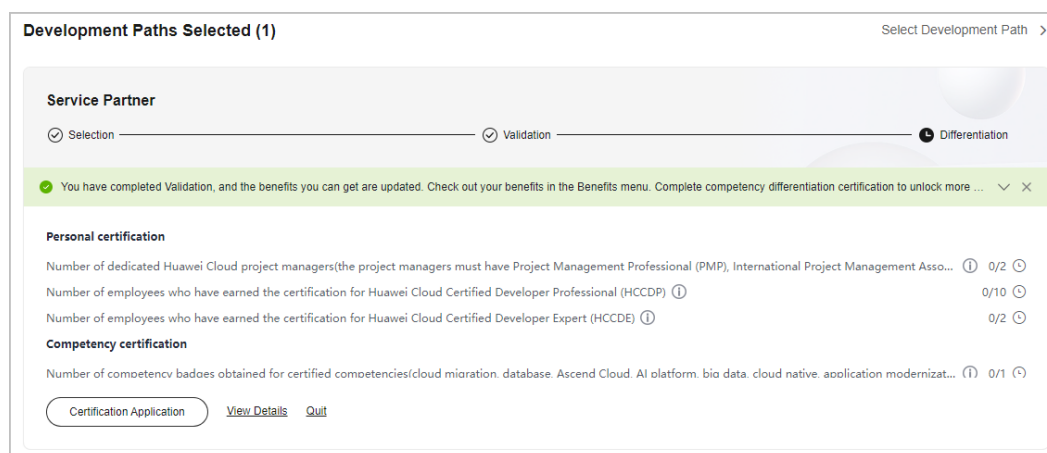 Development Paths Selected (1)
Select Development Path
Service Partner
Selection
Validation
Differentiation
You have completed Validation, and the benefits you can get are updated. Check out your benefits in the Benefits menu. Complete competency differentiation certification to unlock more ...
Personal certification
Number of dedicated Huawei Cloud project managers(the project managers must have Project Management Professional (PMP), International Project Management Asso... 0/2
Number of employees who have earned the certification for Huawei Cloud Certified Developer Professional (HCCDP) 0/10
Number of employees who have earned the certification for Huawei Cloud Certified Developer Expert (HCCDE) 0/2
Competency certification
Number of competency badges obtained for certified competencies(cloud migration, database, Ascend Cloud, AI platform, big data, cloud native, application modernizat... 0/1
Certification Application
View Details
Quit